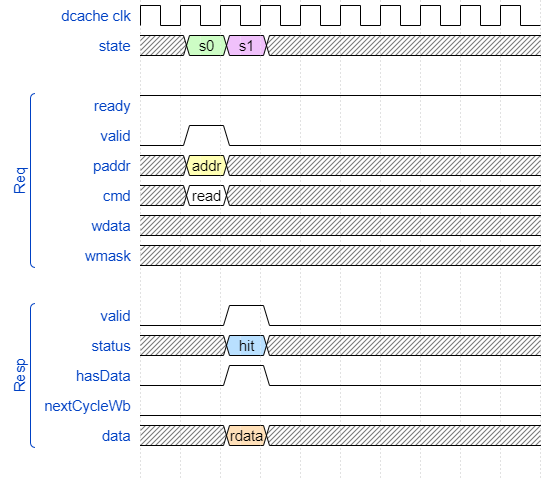 dcache clk
state s0 s1
Req
ready
valid
paddr addr
cmd read
wdata
wmask
Resp
valid
status hit
hasData
nextCycleWb
data rdata